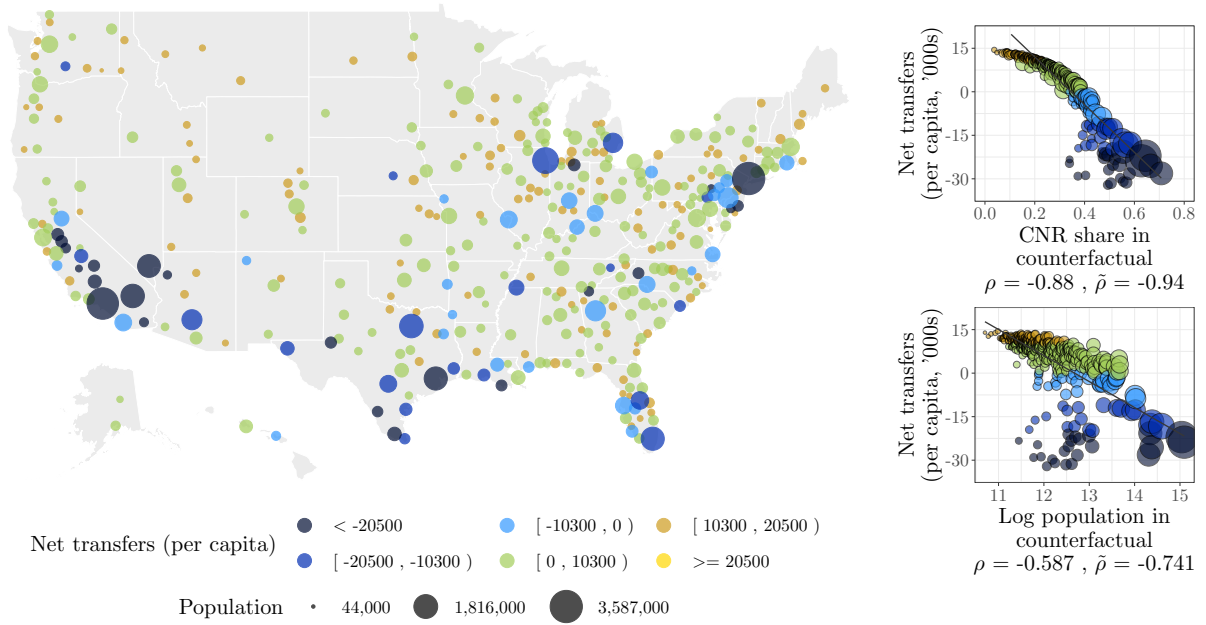 Net transfers
(per capita, '000s)
15
0
-15
-30
0.0 0.2 0.4 0.6 0.8
CNR share in
counterfactual
ρ = -0.88 , ρ̃ = -0.94
Net transfers
(per capita, '000s)
15
0
-15
-30
11 12 13 14 15
Log population in
counterfactual
ρ = -0.587 , ρ̃ = -0.741
Net transfers (per capita)
< -20500
[ -10300 , 0 )
[ 10300 , 20500 )
[ -20500 , -10300 )
[ 0 , 10300 )
>= 20500
Population
44,000
1,816,000
3,587,000